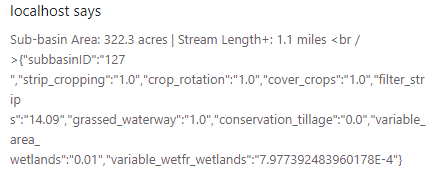 localhost says
Sub-basin Area: 322.3 acres | Stream Length+: 1.1 miles <br /
>{"subbasinID":"127
","strip_cropping":"1.0","crop_rotation":"1.0","cover_crops":"1.0","filter_strip
s":"14.09","grassed_waterway":"1.0","conservation_tillage":"0.0","variable_area_
wetlands":"0.01","variable_wetfr_wetlands":"7.977392483960178E-4"}